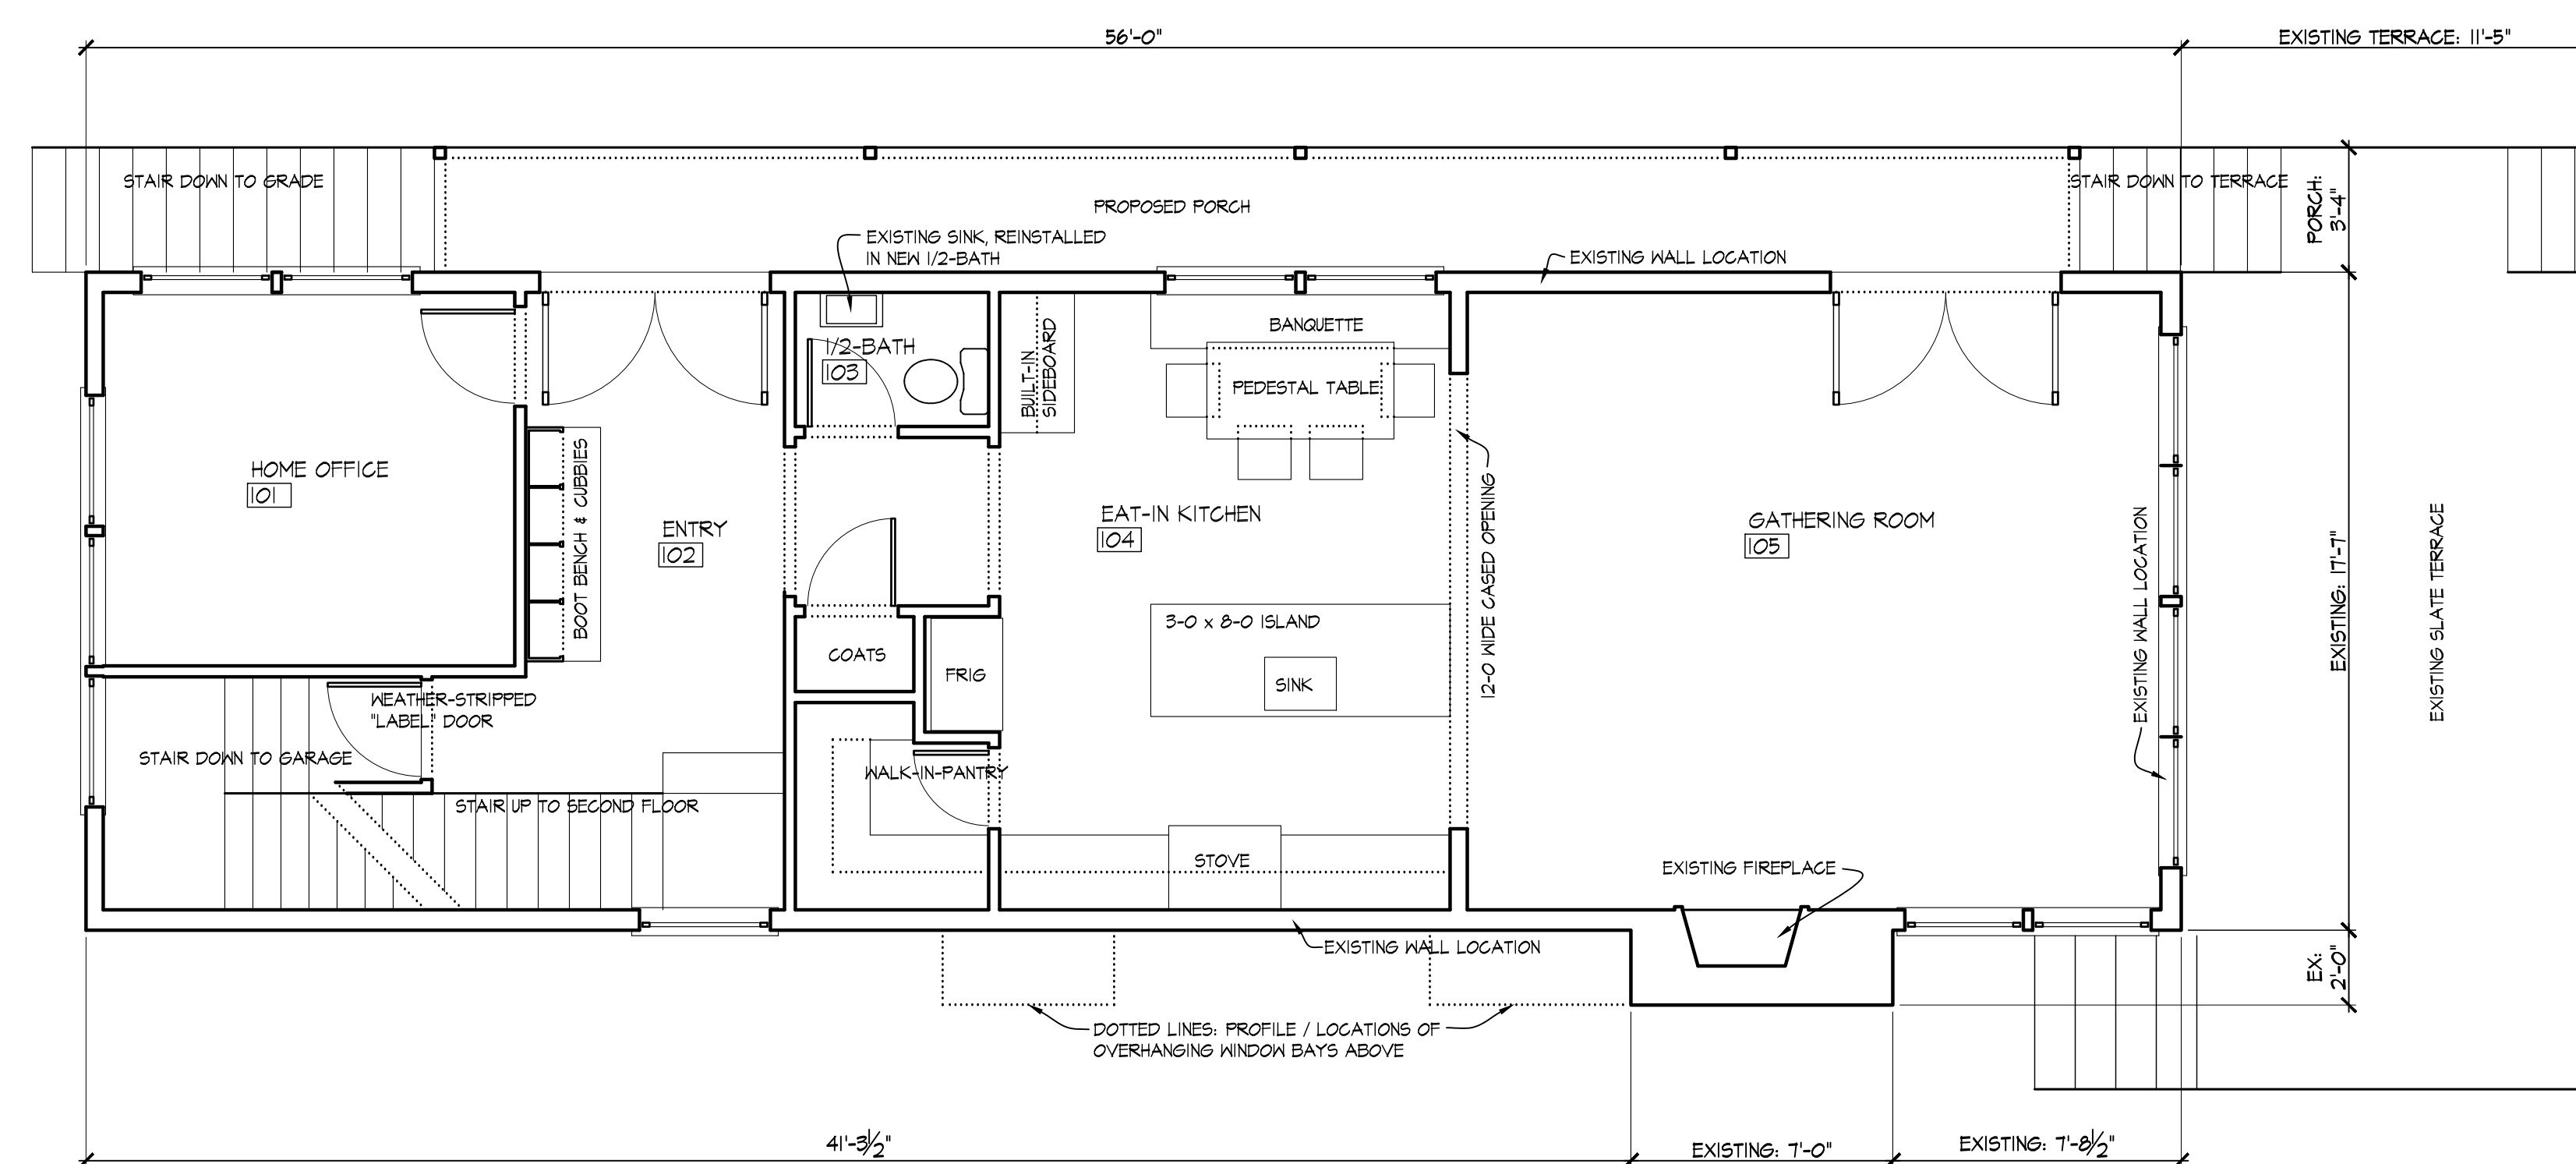 56'-0"
EXISTING TERRACE: 11'-5"
STAIR DOWN TO GRADE
STAIR DOWN TO TERRACE
PORCH:
3'-4"
PROPOSED PORCH
EXISTING SINK, REINSTALLED
IN NEW 1/2-BATH
EXISTING WALL LOCATION
BANQUETTE
1/2-BATH
103
BUILT-IN
SIDEBOARD
PEDESTAL TABLE
HOME OFFICE
101
BOOT BENCH & CUBBIES
ENTRY
102
EAT-IN KITCHEN
104
12-0 WIDE CASED OPENING
GATHERING ROOM
105
EXISTING WALL LOCATION
EXISTING: 17'-7"
EXISTING SLATE TERRACE
3-0 x 8-0 ISLAND
SINK
COATS
FRIG
WEATHER-STRIPPED
"LABEL" DOOR
STAIR DOWN TO GARAGE
WALK-IN-PANTRY
STAIR UP TO SECOND FLOOR
STOVE
EXISTING FIREPLACE
EXISTING WALL LOCATION
EX:
2'-0"
DOTTED LINES: PROFILE / LOCATIONS OF
OVERHANGING WINDOW BAYS ABOVE
41'-3½"
EXISTING: 7'-0"
EXISTING: 7'-8½"